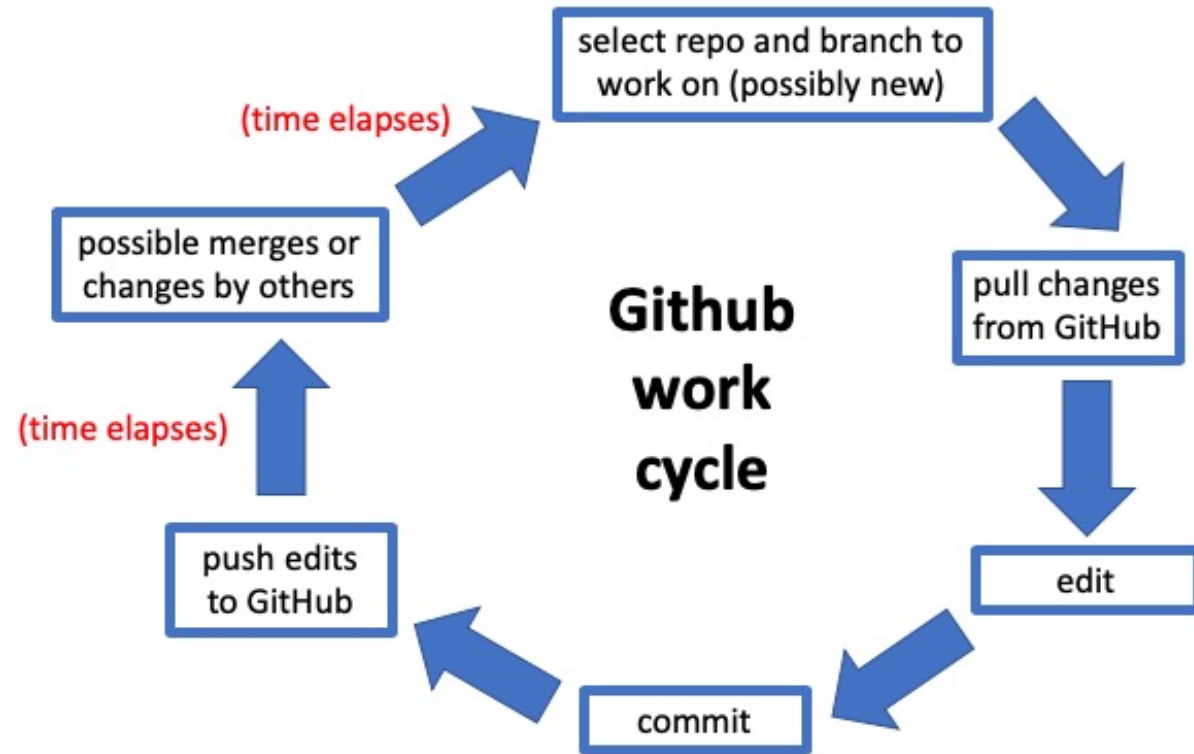 select repo and branch to
work on (possibly new)
(time elapses)
possible merges or
changes by others
pull changes
from GitHub
Github
work
cycle
(time elapses)
push edits
to GitHub
edit
commit